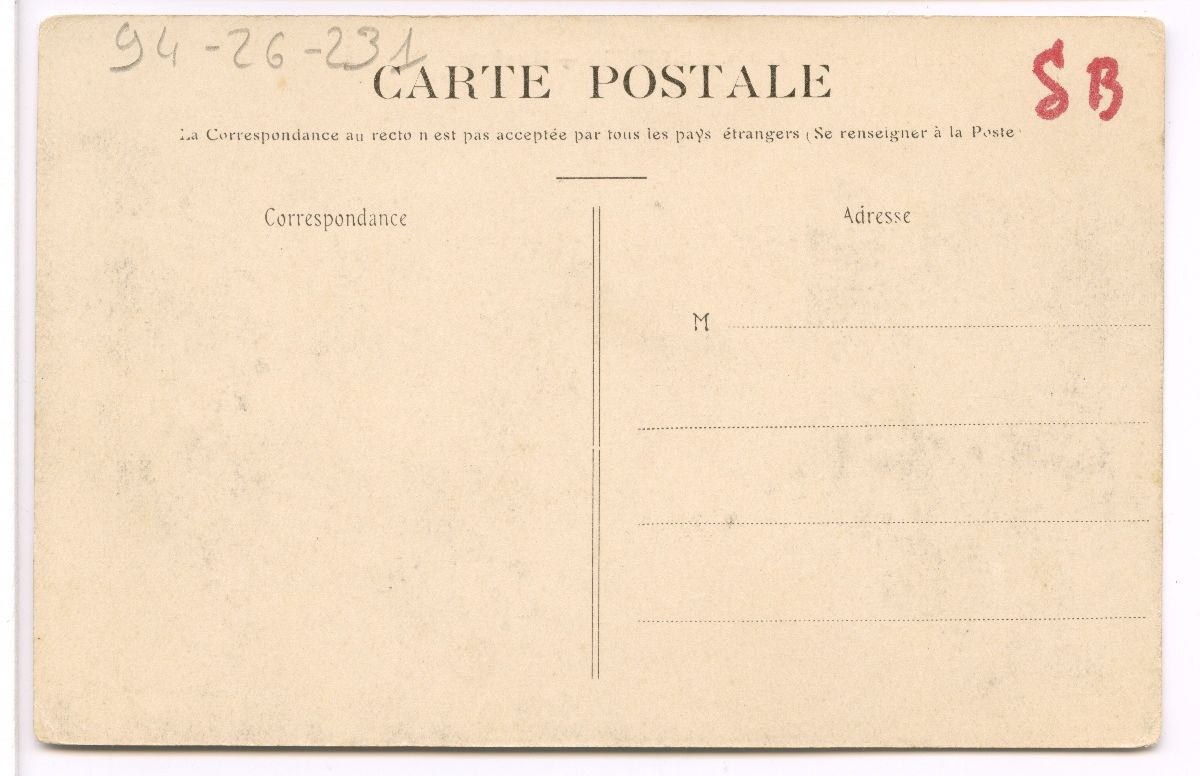 94-26-231
CARTE POSTALE
SB
La Correspondance au recto n est pas acceptée par tous les pays étrangers (Se renseigner à la Poste
Correspondance
Adresse
M